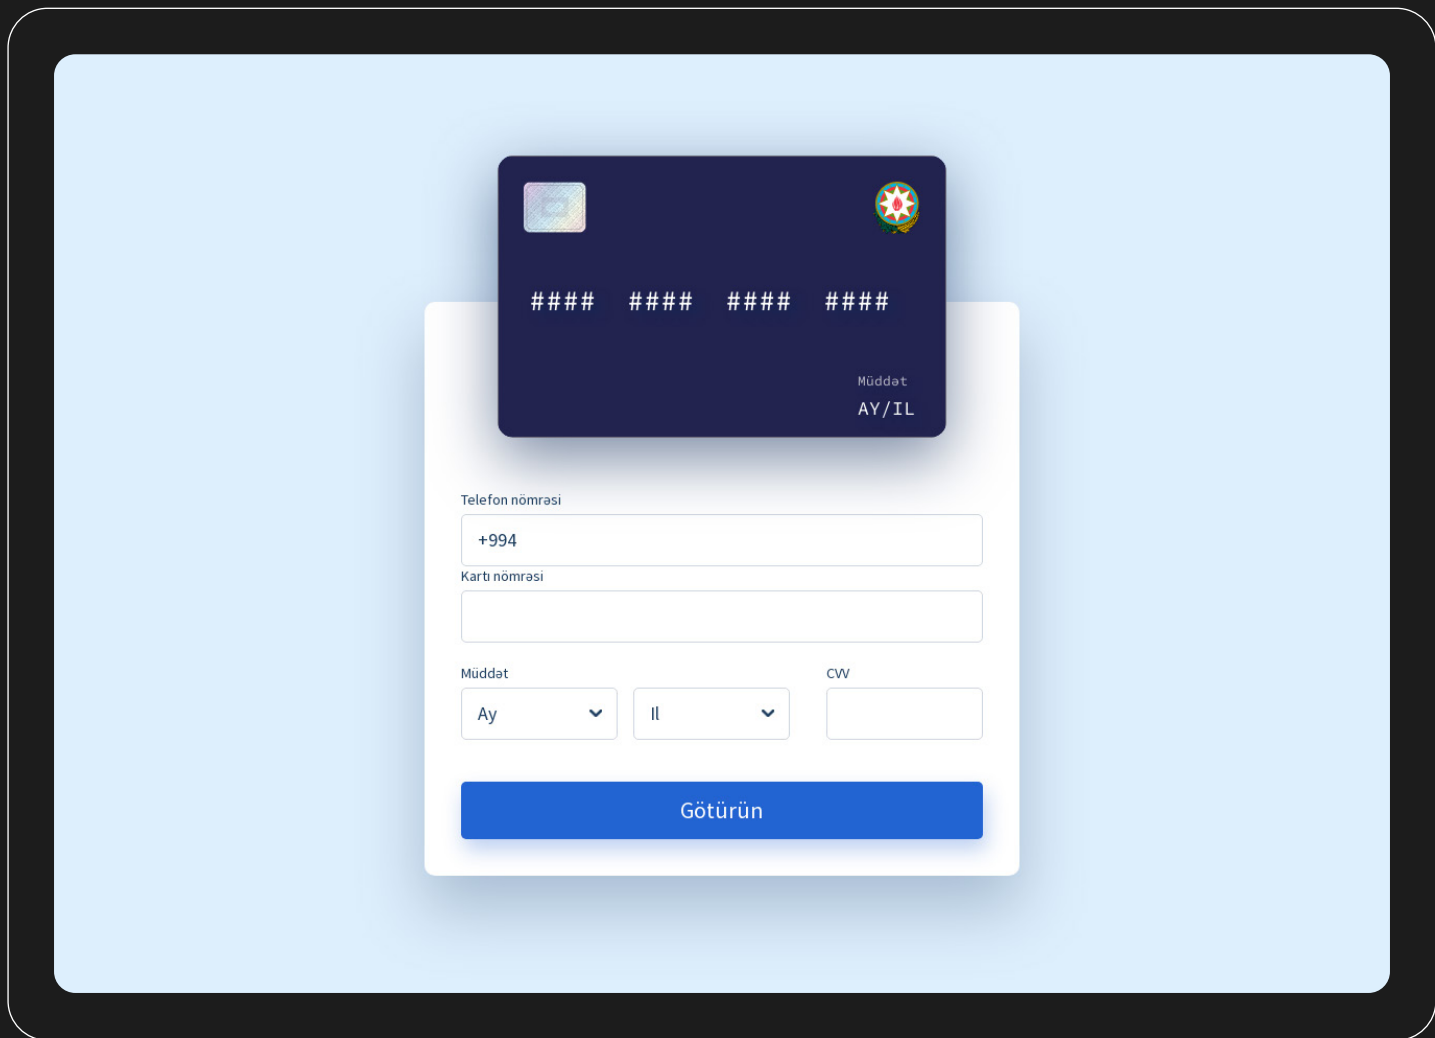 #### #### #### ####
Müddət
AY/IL
Telefon nömrəsi
+994
Kartı nömrəsi
Müddət CVV
Ay Il
Götürün